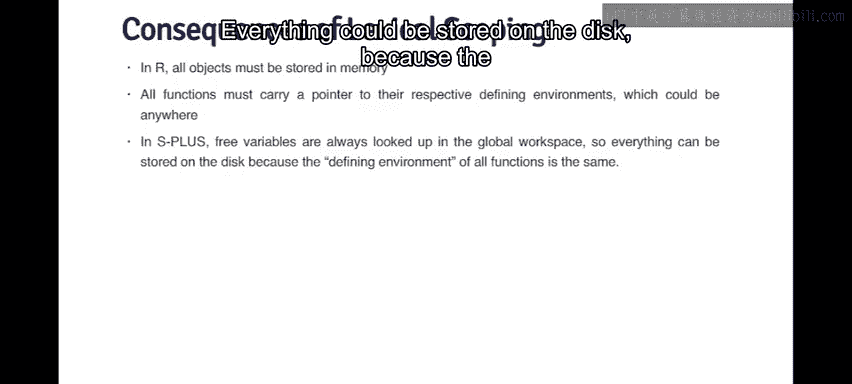 Everything could be stored on the disk,
because the
· In R, all objects must be stored in memory
· All functions must carry a pointer to their respective defining environments, which could be
anywhere
· In S-PLUS, free variables are always looked up in the global workspace, so everything can be
stored on the disk because the “defining environment” of all functions is the same.